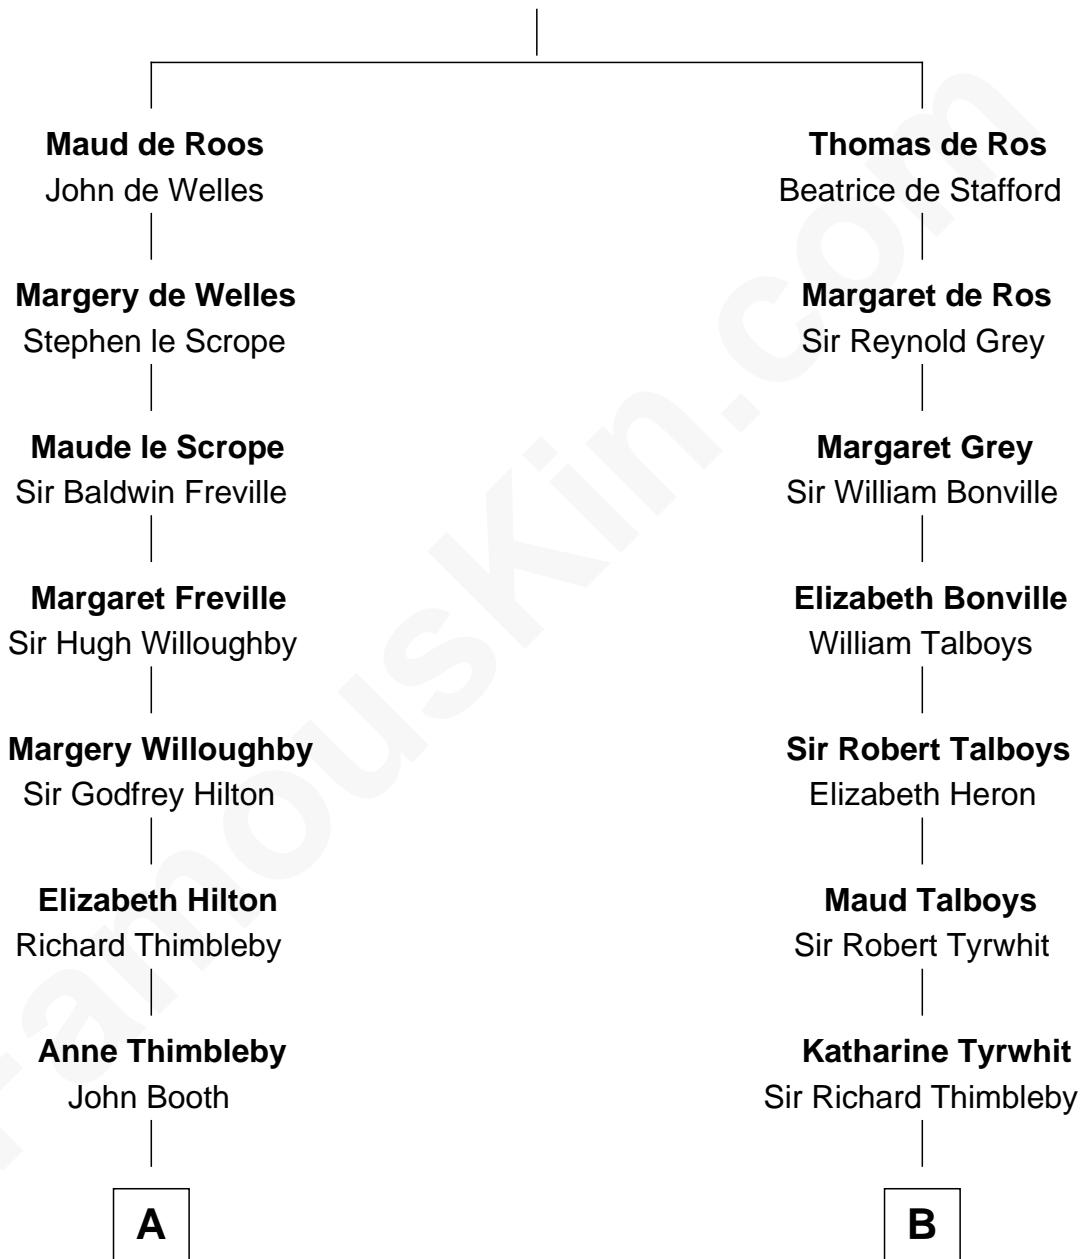 Maud de Roos
John de Welles
Margery de Welles
Stephen le Scrope
Maude le Scrope
Sir Baldwin Freville
Margaret Freville
Sir Hugh Willoughby
Margery Willoughby
Sir Godfrey Hilton
Elizabeth Hilton
Richard Thimbleby
Anne Thimbleby
John Booth
A
Thomas de Ros
Beatrice de Stafford
Margaret de Ros
Sir Reynold Grey
Margaret Grey
Sir William Bonville
Elizabeth Bonville
William Talboys
Sir Robert Talboys
Elizabeth Heron
Maud Talboys
Sir Robert Tyrwhit
Katharine Tyrwhit
Sir Richard Thimbleby
B
FamousKin.com